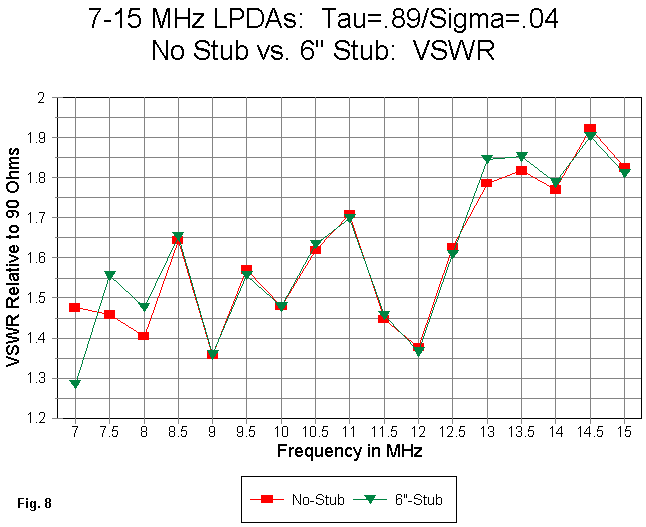 7-15 MHz LPDAs:  Tau=.89/Sigma=.04
No Stub vs. 6" Stub:  VSWR
VSWR Relative to 90 Ohms
2
1.9
1.8
1.7
1.6
1.5
1.4
1.3
1.2
7 7.5 8 8.5 9 9.5 10 10.5 11 11.5 12 12.5 13 13.5 14 14.5 15
Frequency in MHz
Fig. 8
No-Stub 6"-Stub